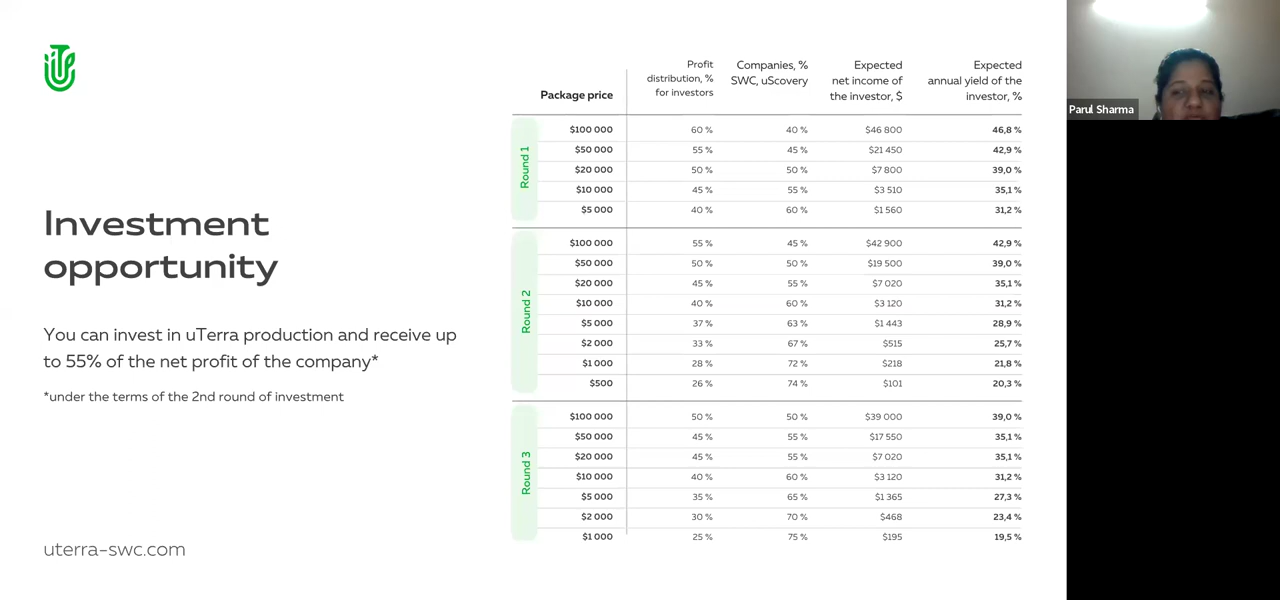 Investment
opportunity
You can invest in uTerra production and receive up
to 55% of the net profit of the company*
*under the terms of the 2nd round of investment
uterra-swc.com
Package price
Profit
distribution, %
for investors
Companies, %
SWC, uScovery
Expected
net income of
the investor, $
Expected
annual yield of the
investor, %
Round 1
$100 000 60 % 40 % $46 800 46,8 %
$50 000 55 % 45 % $21 450 42,9 %
$20 000 50 % 50 % $7 800 39,0 %
$10 000 45 % 55 % $3 510 35,1 %
$5 000 40 % 60 % $1 560 31,2 %
Round 2
$100 000 55 % 45 % $42 900 42,9 %
$50 000 50 % 50 % $19 500 39,0 %
$20 000 45 % 55 % $7 020 35,1 %
$10 000 40 % 60 % $3 120 31,2 %
$5 000 37 % 63 % $1 443 28,9 %
$2 000 33 % 67 % $515 25,7 %
$1 000 28 % 72 % $218 21,8 %
$500 26 % 74 % $101 20,3 %
Round 3
$100 000 50 % 50 % $39 000 39,0 %
$50 000 45 % 55 % $17 550 35,1 %
$20 000 45 % 55 % $7 020 35,1 %
$10 000 40 % 60 % $3 120 31,2 %
$5 000 35 % 65 % $1 365 27,3 %
$2 000 30 % 70 % $468 23,4 %
$1 000 25 % 75 % $195 19,5 %
Parul Sharma